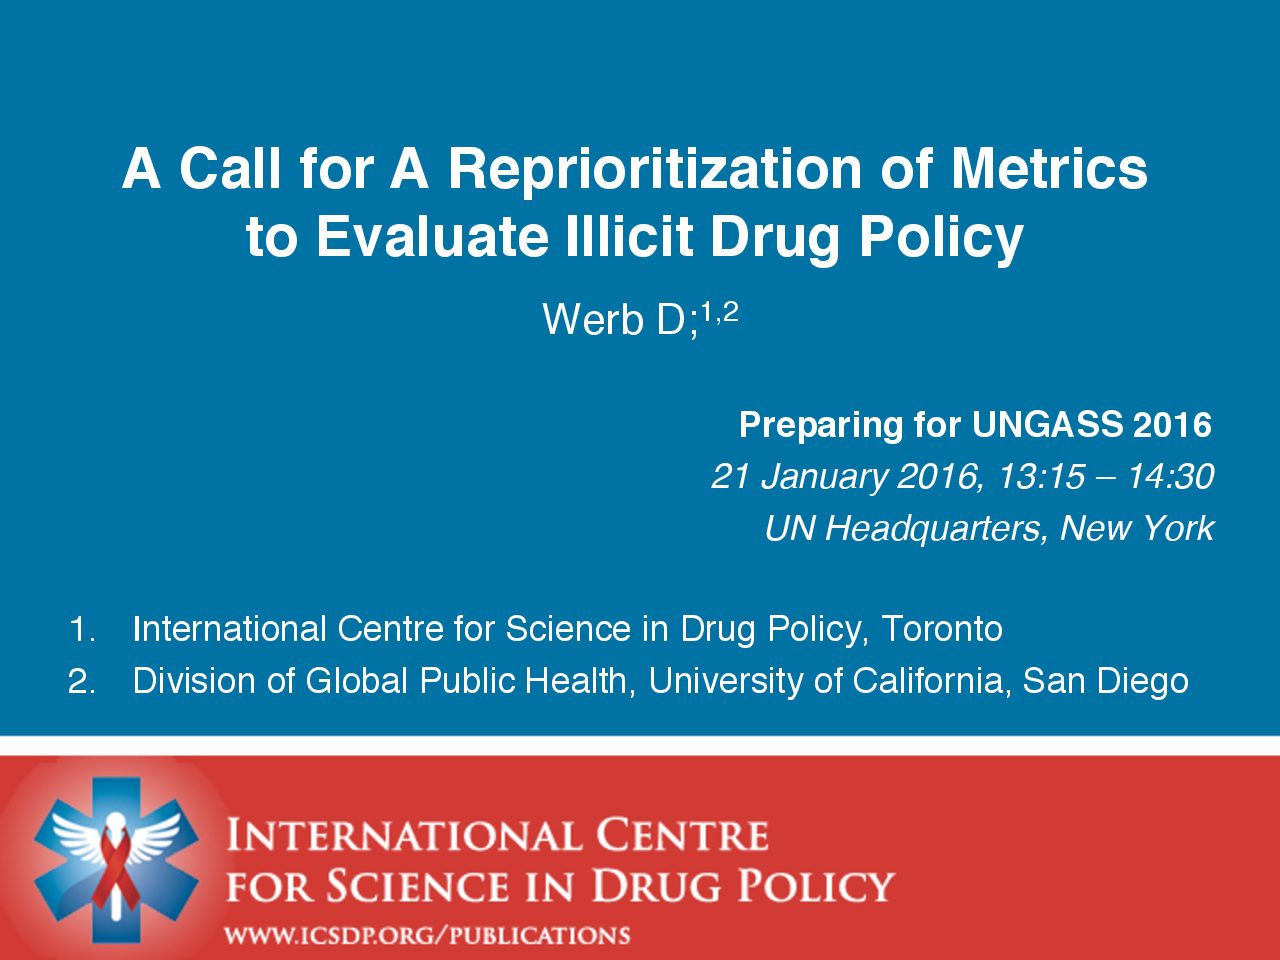 A Call for A Reprioritization of Metrics
to Evaluate Illicit Drug Policy
Werb D;1,2
Preparing for UNGASS 2016
21 January 2016, 13:15 – 14:30
UN Headquarters, New York
1. International Centre for Science in Drug Policy, Toronto
2. Division of Global Public Health, University of California, San Diego
INTERNATIONAL CENTRE
FOR SCIENCE IN DRUG POLICY
WWW.ICSDP.ORG/PUBLICATIONS